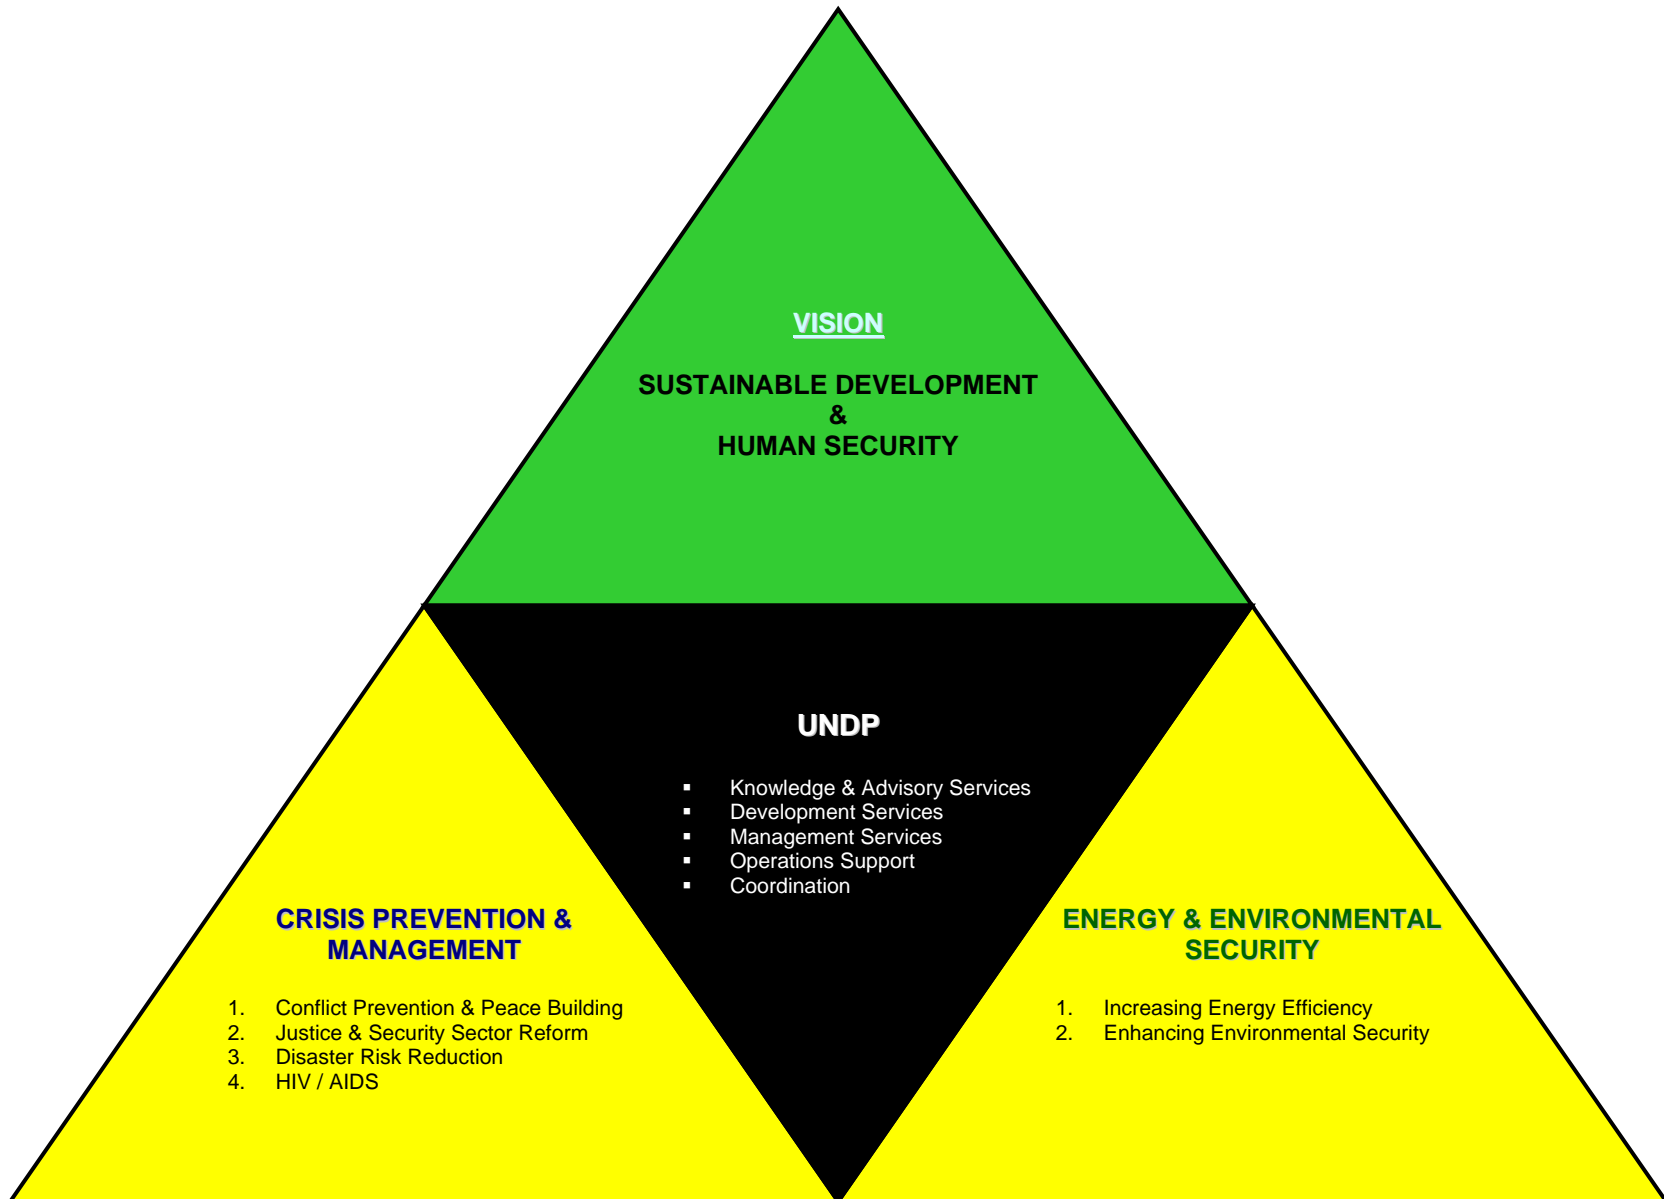 VISION
SUSTAINABLE DEVELOPMENT
&
HUMAN SECURITY
UNDP
▪ Knowledge & Advisory Services
▪ Development Services
▪ Management Services
▪ Operations Support
▪ Coordination
CRISIS PREVENTION &
MANAGEMENT
1. Conflict Prevention & Peace Building
2. Justice & Security Sector Reform
3. Disaster Risk Reduction
4. HIV / AIDS
ENERGY & ENVIRONMENTAL
SECURITY
1. Increasing Energy Efficiency
2. Enhancing Environmental Security